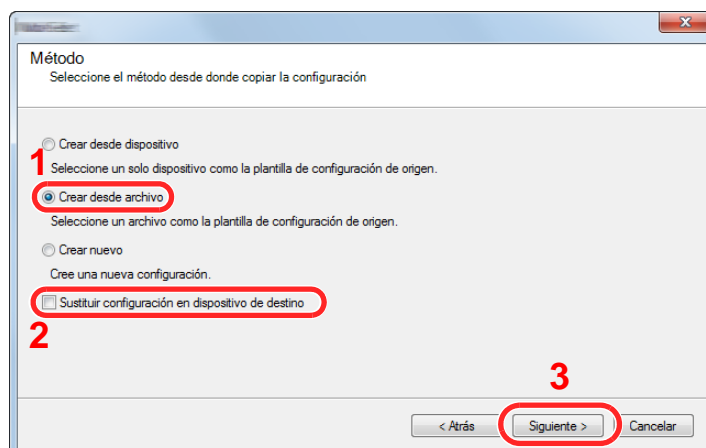 Método
Seleccione el método desde donde copiar la configuración
Crear desde dispositivo
1
Seleccione un solo dispositivo como la plantilla de configuración de origen.
Crear desde archivo
Seleccione un archivo como la plantilla de configuración de origen.
Crear nuevo
Cree una nueva configuración.
Sustituir configuración en dispositivo de destino
2
3
< Atrás
Siguiente >
Cancelar